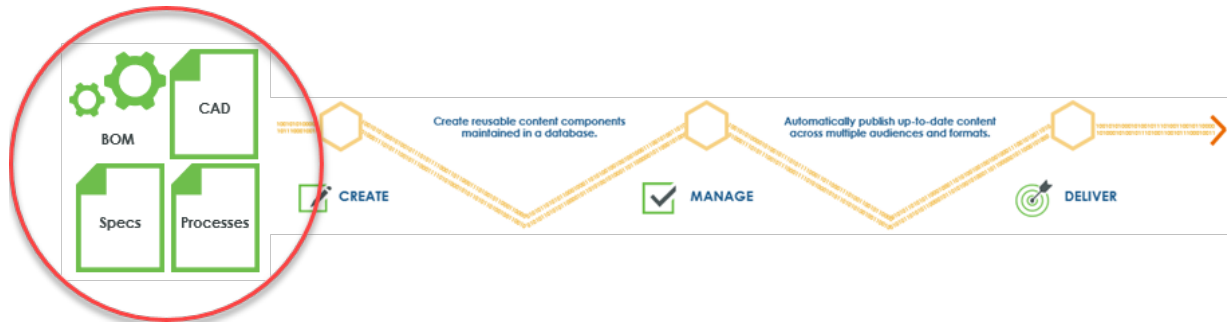 BOM
CAD
Specs
Processes
Create reusable content components
maintained in a database.
Automatically publish up-to-date content
across multiple audiences and formats.
CREATE
MANAGE
DELIVER